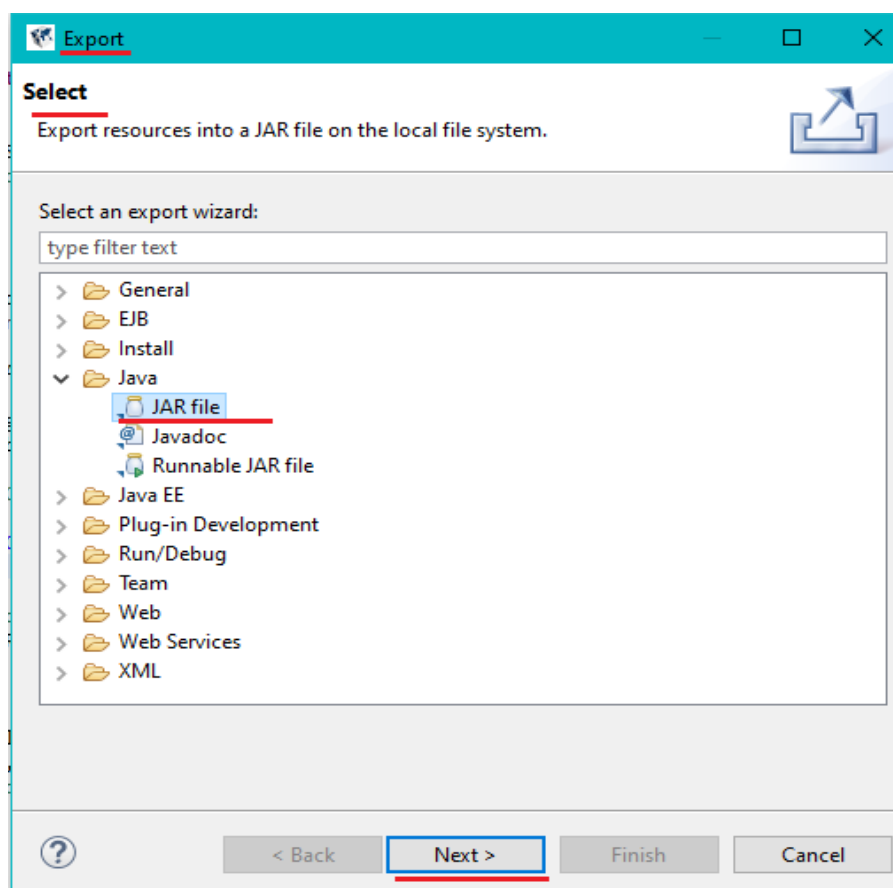 Export
Select
Export resources into a JAR file on the local file system.
Select an export wizard:
type filter text
General
EJB
Install
Java
JAR file
Javadoc
Runnable JAR file
Java EE
Plug-in Development
Run/Debug
Team
Web
Web Services
XML
? < Back Next > Finish Cancel